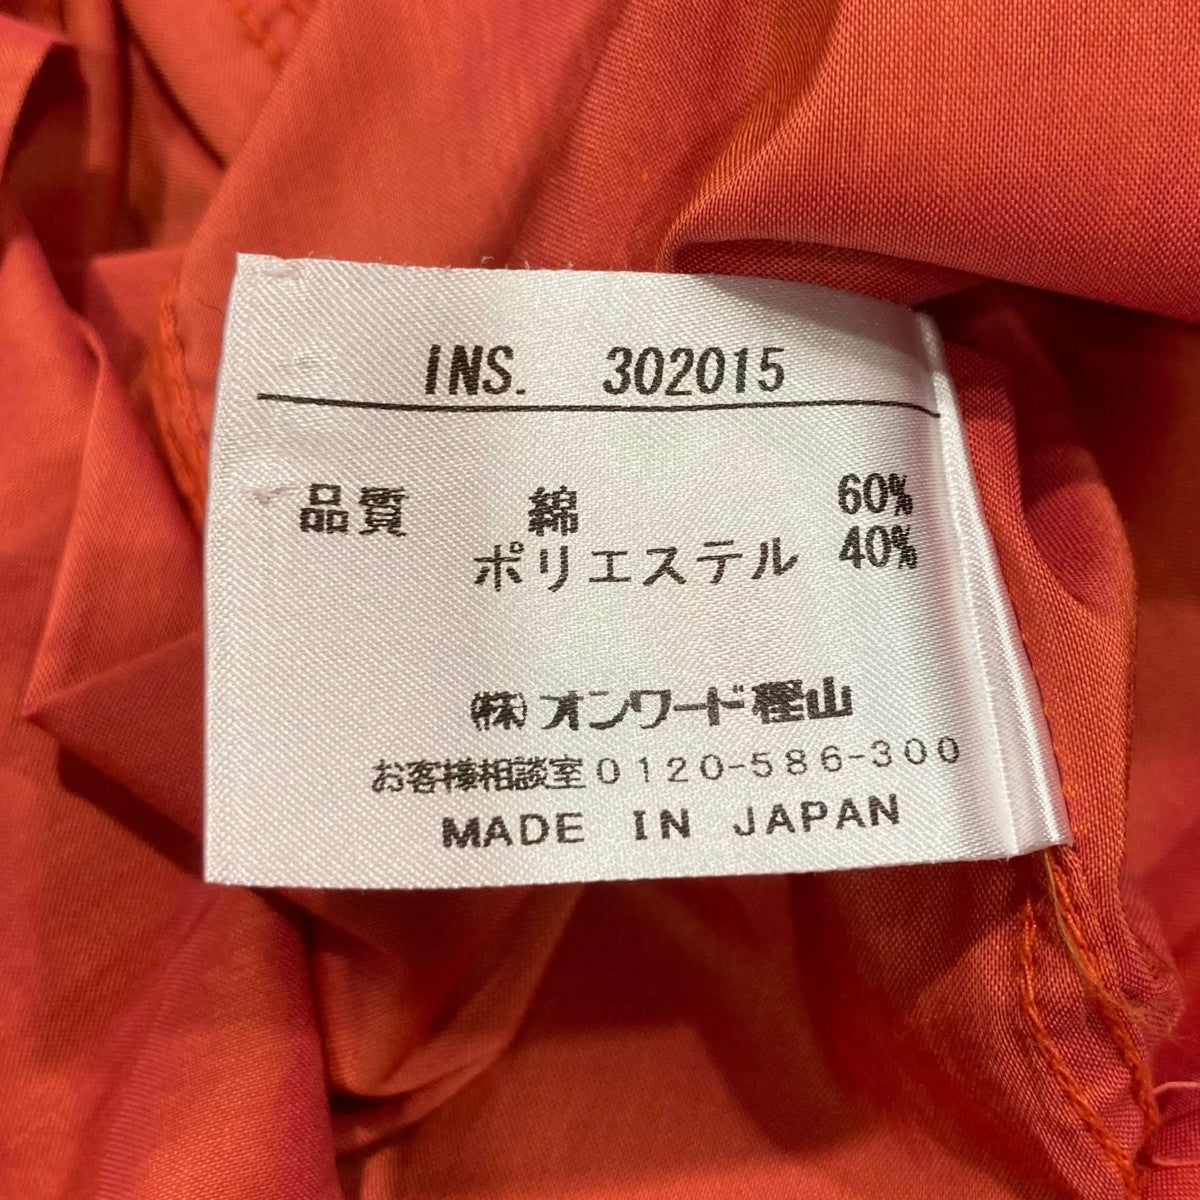 INS. 302015
品質 綿 60%
ポリエステル 40%
㈱オンワード樫山
お客様相談室0120-586-300
MADE IN JAPAN